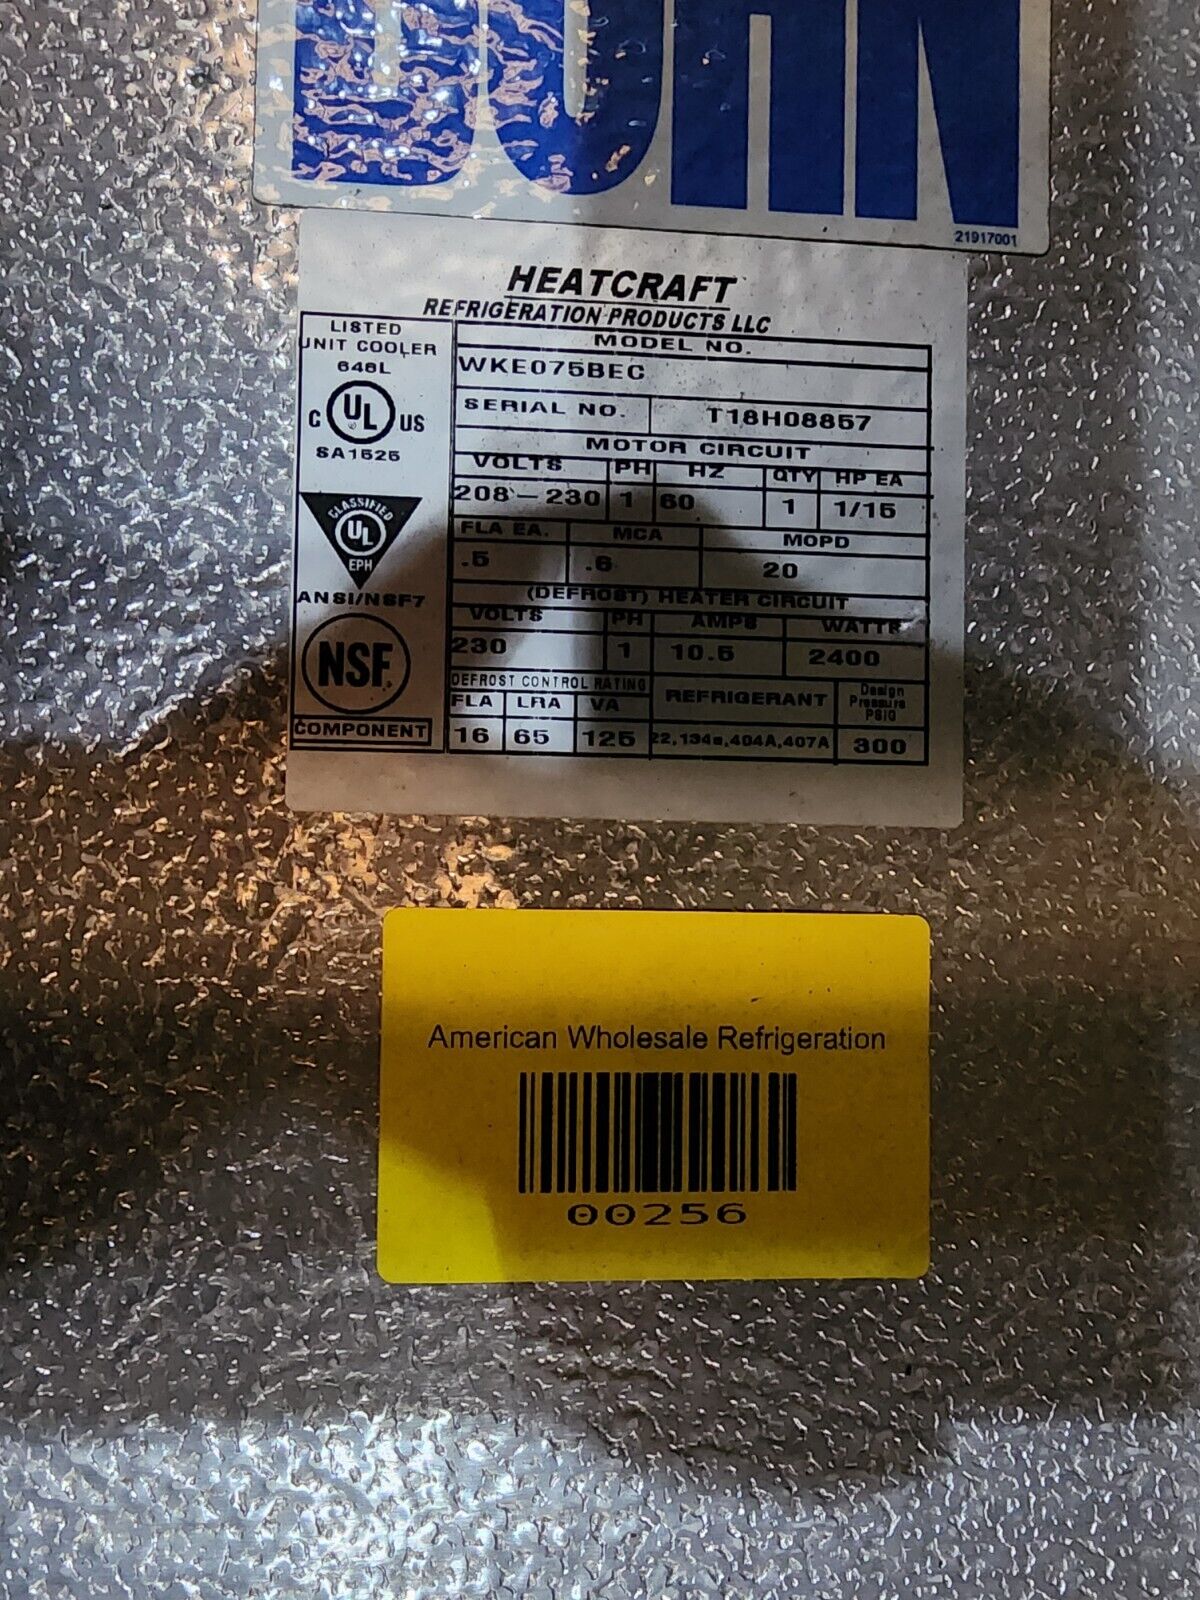 BOHN
21917001
HEATCRAFT
REFRIGERATION PRODUCTS LLC
LISTED
UNIT COOLER
646L
C UL US
SA1525
CLASSIFIED
UL
EPH
ANSI/NSF7
NSF.
COMPONENT
MODEL NO.
WKE075BEC
SERIAL NO. T18H08857
MOTOR CIRCUIT
VOLTS PH HZ QTY HP EA
208-230 1 60 1 1/15
FLA EA. MCA MOPD
.5 .6 20
(DEFROST) HEATER CIRCUIT
VOLTS PH AMPS WATTS
230 1 10.5 2400
DEFROST CONTROL RATING
FLA LRA VA REFRIGERANT Design Pressure PSIG
16 65 125 22,134a,404A,407A 300
American Wholesale Refrigeration
00256